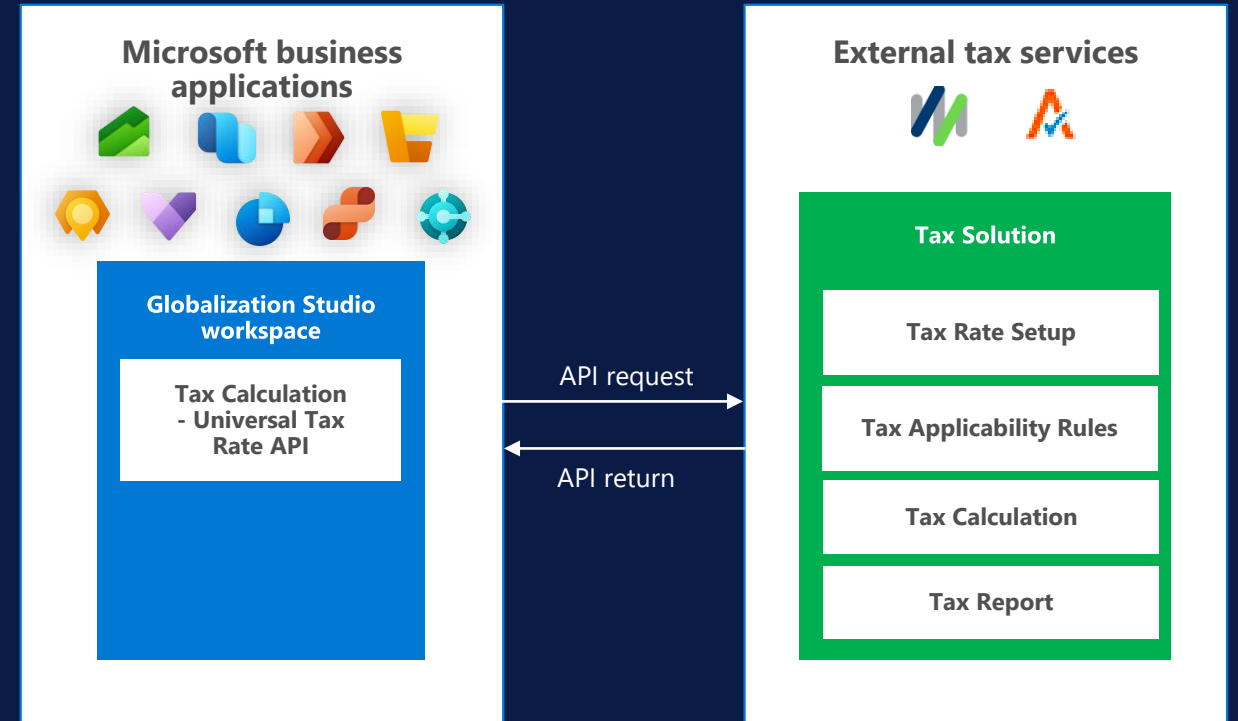 Microsoft business
applications
Globalization Studio
workspace
Tax Calculation
- Universal Tax
Rate API
API request
API return
External tax services
Tax Solution
Tax Rate Setup
Tax Applicability Rules
Tax Calculation
Tax Report